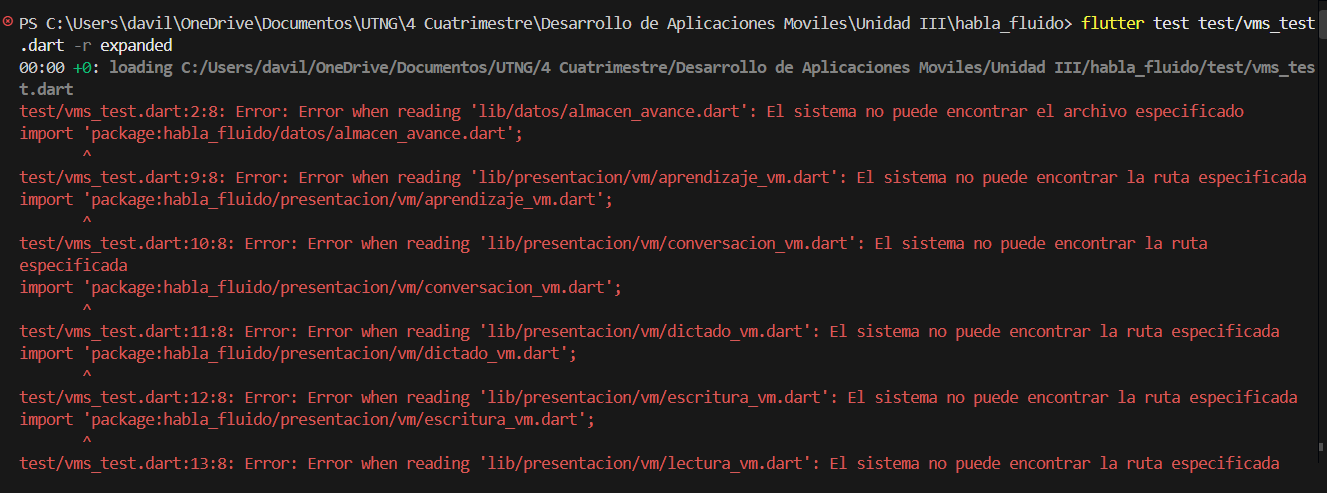 PS C:\Users\davil\OneDrive\Documentos\UTNG\4 Cuatrimestre\Desarrollo de Aplicaciones Moviles\Unidad III\habla_fluido> flutter test test/vms_test
.dart -r expanded
00:00 +0: loading C:/Users/davil/OneDrive/Documentos/UTNG/4 Cuatrimestre/Desarrollo de Aplicaciones Moviles/Unidad III/habla_fluido/test/vms_tes
t.dart
test/vms_test.dart:2:8: Error: Error when reading 'lib/datos/almacen_avance.dart': El sistema no puede encontrar el archivo especificado
import 'package:habla_fluido/datos/almacen_avance.dart';
       ^
test/vms_test.dart:9:8: Error: Error when reading 'lib/presentacion/vm/aprendizaje_vm.dart': El sistema no puede encontrar la ruta especificada
import 'package:habla_fluido/presentacion/vm/aprendizaje_vm.dart';
       ^
test/vms_test.dart:10:8: Error: Error when reading 'lib/presentacion/vm/conversacion_vm.dart': El sistema no puede encontrar la ruta
especificada
import 'package:habla_fluido/presentacion/vm/conversacion_vm.dart';
       ^
test/vms_test.dart:11:8: Error: Error when reading 'lib/presentacion/vm/dictado_vm.dart': El sistema no puede encontrar la ruta especificada
import 'package:habla_fluido/presentacion/vm/dictado_vm.dart';
       ^
test/vms_test.dart:12:8: Error: Error when reading 'lib/presentacion/vm/escritura_vm.dart': El sistema no puede encontrar la ruta especificada
import 'package:habla_fluido/presentacion/vm/escritura_vm.dart';
       ^
test/vms_test.dart:13:8: Error: Error when reading 'lib/presentacion/vm/lectura_vm.dart': El sistema no puede encontrar la ruta especificada